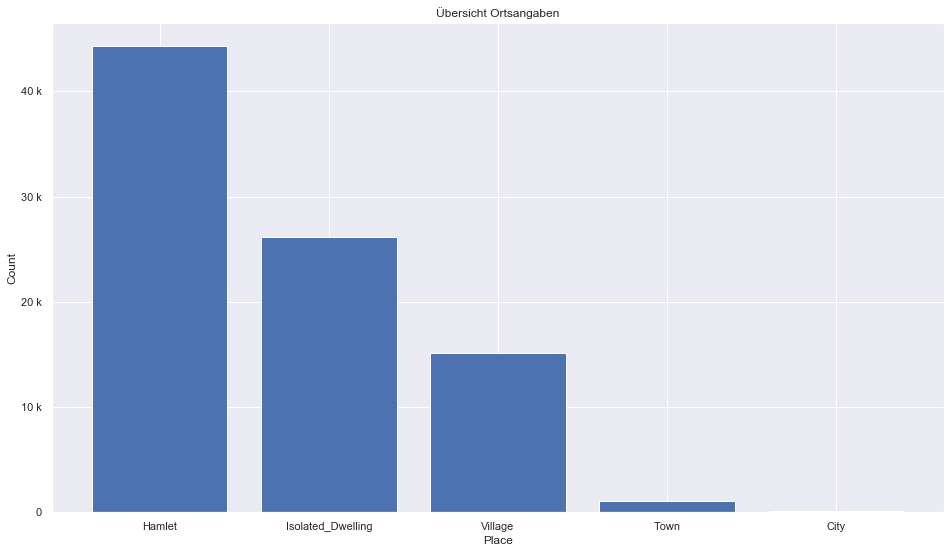 Übersicht Ortsangaben
Count
40 k
30 k
20 k
10 k
0
Hamlet
Isolated_Dwelling
Village
Town
City
Place